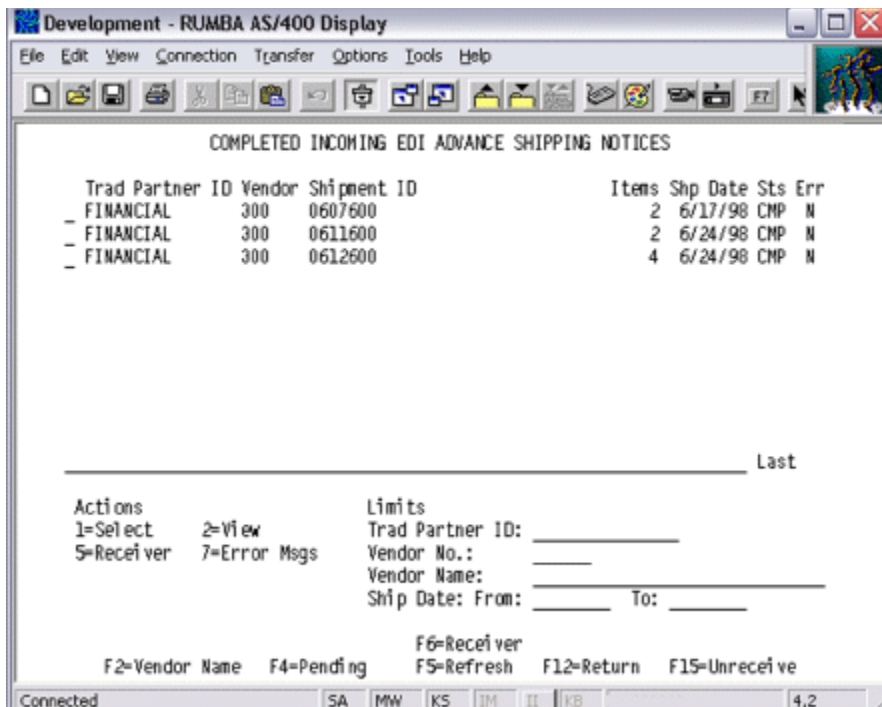 Development - RUMBA AS/400 Display
File Edit View Connection Transfer Options Tools Help
F7
COMPLETED INCOMING EDI ADVANCE SHIPPING NOTICES
Trad Partner ID Vendor Shipment ID Items Shp Date Sts Err
_ FINANCIAL 300 0607600 2 6/17/98 CMP N
_ FINANCIAL 300 0611600 2 6/24/98 CMP N
_ FINANCIAL 300 0612600 4 6/24/98 CMP N
Last
Actions Limits
1=Select 2=View Trad Partner ID:
5=Receiver 7=Error Msgs Vendor No.:
Vendor Name:
Ship Date: From: To:
F6=Receiver
F2=Vendor Name F4=Pending F5=Refresh F12=Return F15=Unreceive
Connected SA MW KS IM II KB 4,2